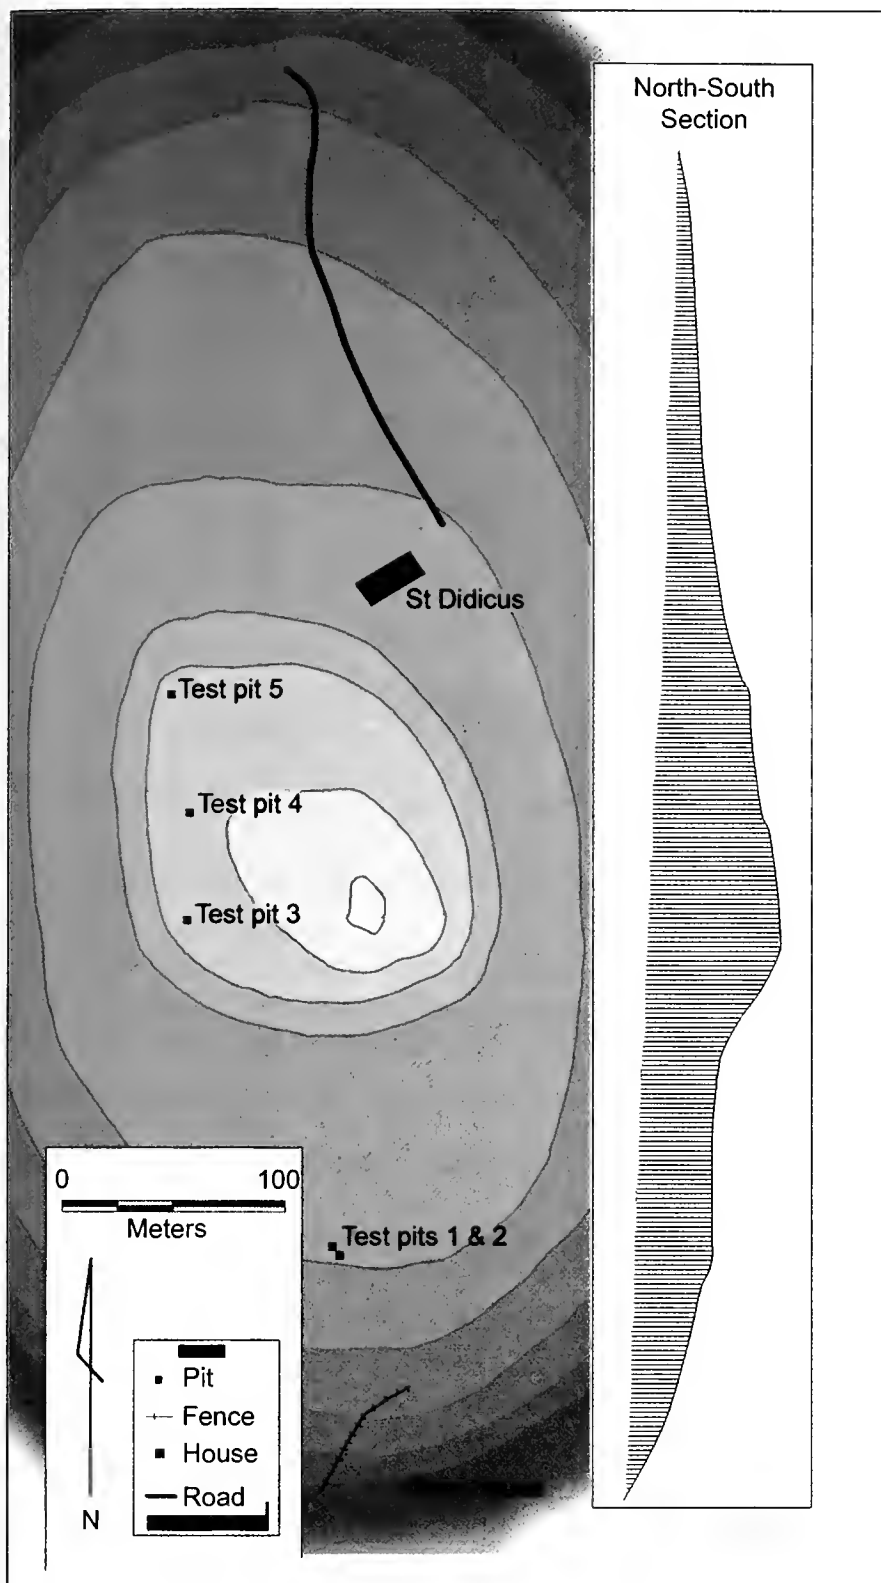 North-South
Section
St Didicus
Test pit 5
Test pit 4
Test pit 3
Test pits 1 & 2
0 100
Meters
N
Pit
Fence
House
Road